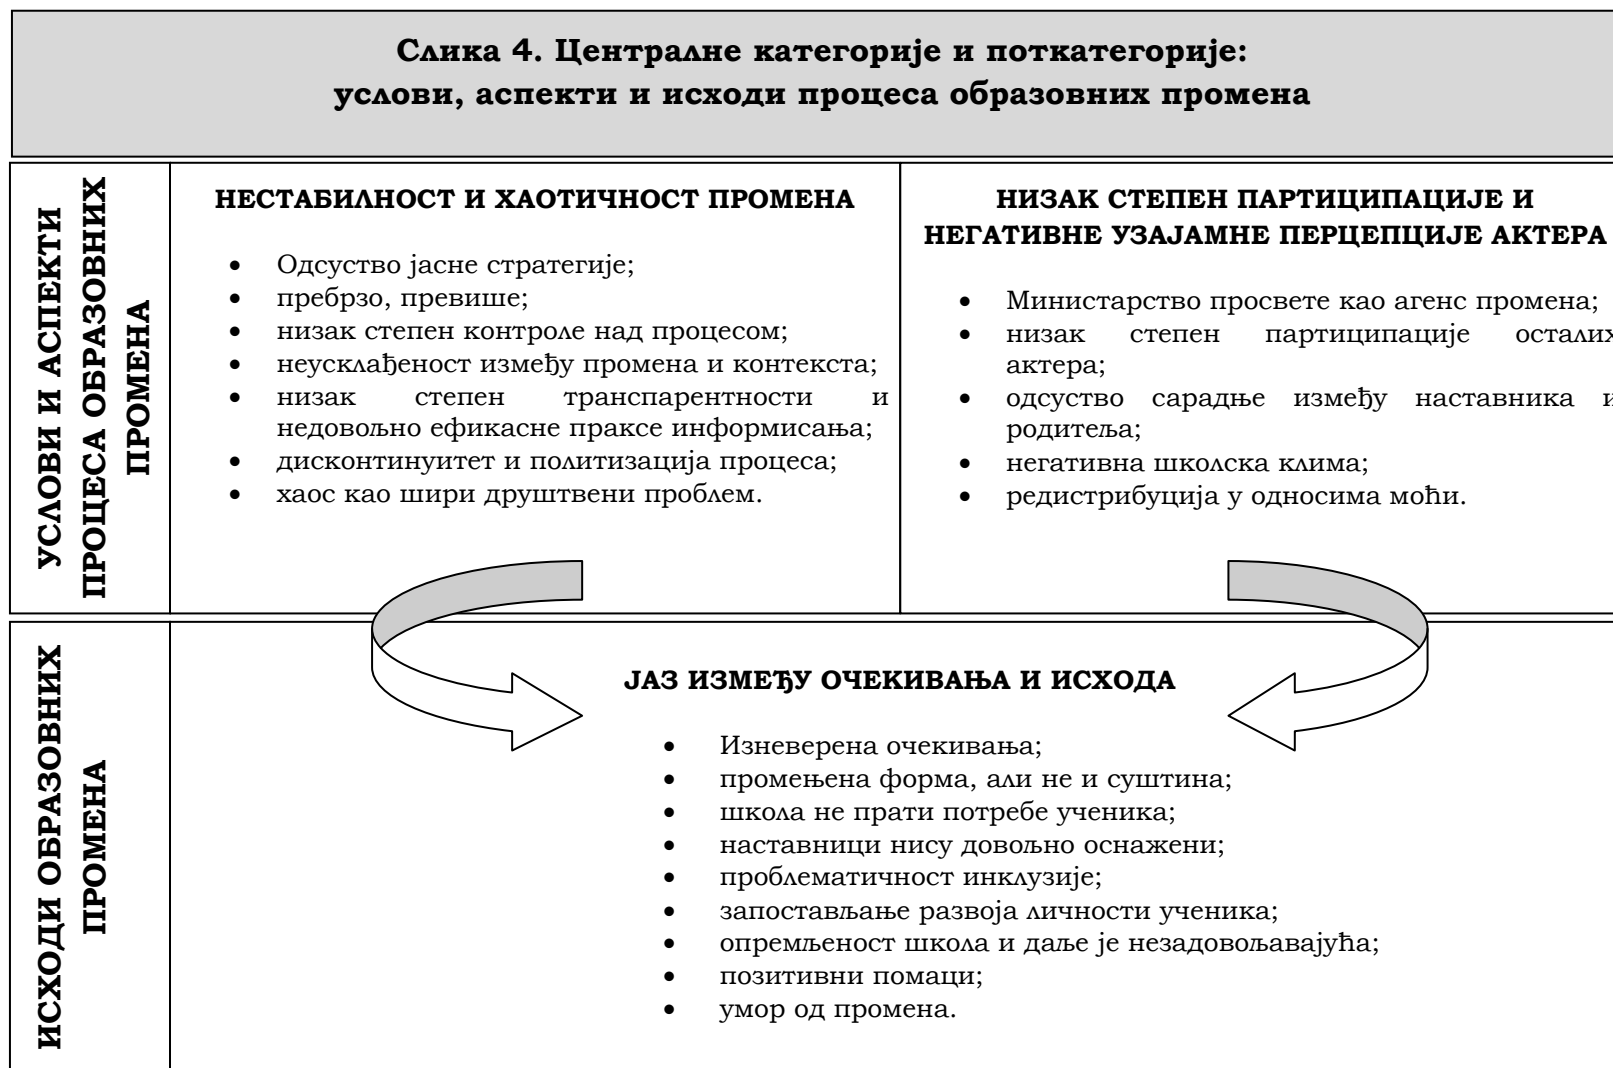 Слика 4. Централне категорије и поткатегорије:
услови, аспекти и исходи процеса образовних промена
УСЛОВИ И АСПЕКТИ
ПРОЦЕСА ОБРАЗОВНИХ
ПРОМЕНА
НЕСТАБИЛНОСТ И ХАОТИЧНОСТ ПРОМЕНА
• Одсуство јасне стратегије;
• пребрзо, превише;
• низак степен контроле над процесом;
• неусклађеност између промена и контекста;
• низак степен транспарентности и
недовољно ефикасне праксе информисања;
• дисконтинуитет и политизација процеса;
• хаос као шири друштвени проблем.
НИЗАК СТЕПЕН ПАРТИЦИПАЦИЈЕ И
НЕГАТИВНЕ УЗАЈАМНЕ ПЕРЦЕПЦИЈЕ АКТЕРА
• Министарство просвете као агенс промена;
• низак степен партиципације осталих
актера;
• одсуство сарадње између наставника и
родитеља;
• негативна школска клима;
• редистрибуција у односима моћи.
ИСХОДИ ОБРАЗОВНИХ
ПРОМЕНА
ЈАЗ ИЗМЕЂУ ОЧЕКИВАЊА И ИСХОДА
• Изневерена очекивања;
• промењена форма, али не и суштина;
• школа не прати потребе ученика;
• наставници нису довољно оснажени;
• проблематичност инклузије;
• запостављање развоја личности ученика;
• опремљеност школа и даље је незадовољавајућа;
• позитивни помаци;
• умор од промена.